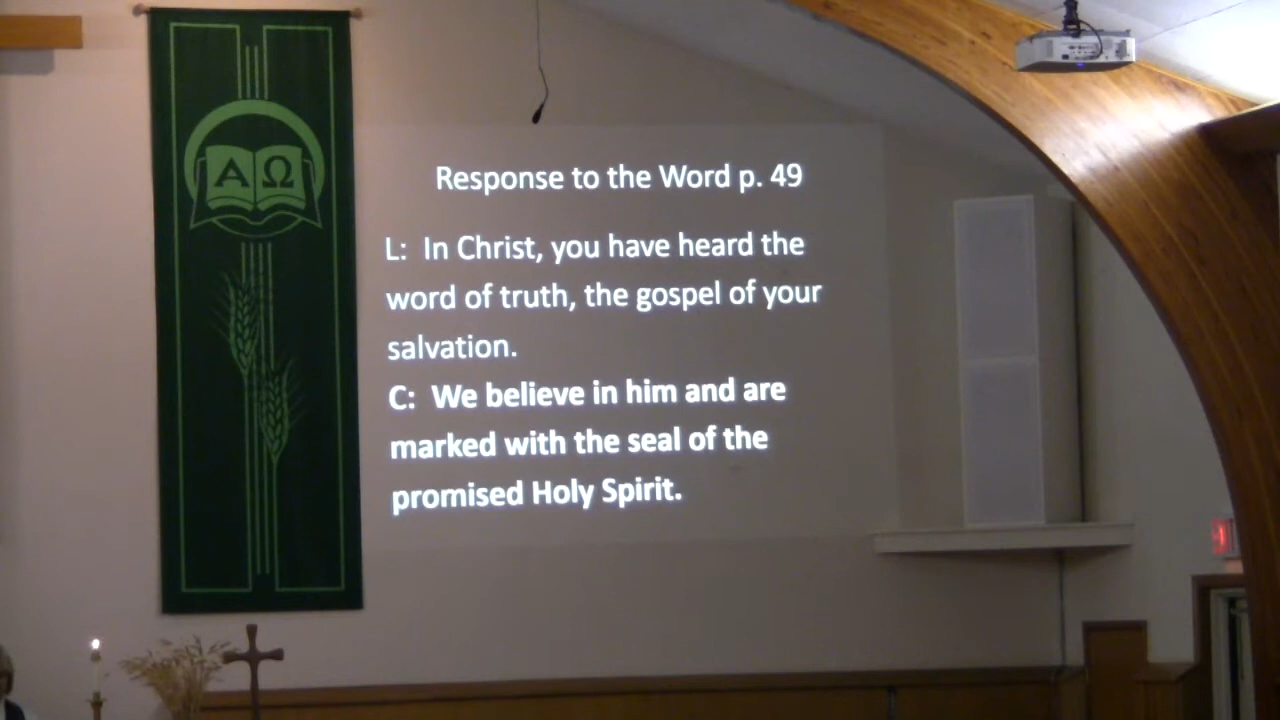 Α Ω
Response to the Word p. 49
L: In Christ, you have heard the
word of truth, the gospel of your
salvation.
C: We believe in him and are
marked with the seal of the
promised Holy Spirit.